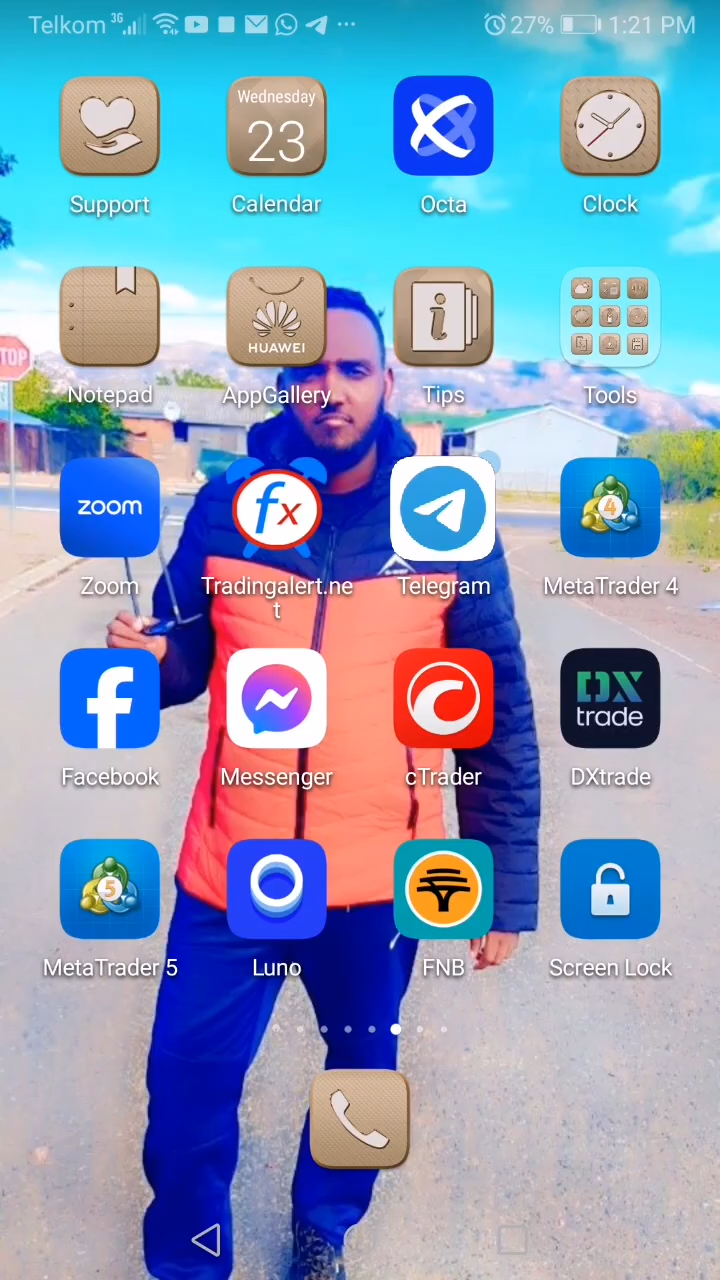 Telkom 3G 27% 1:21 PM
Wednesday
23
Support Calendar Octa Clock
HUAWEI
TOP
Notepad AppGallery Tips Tools
zoom fx 4
Zoom Tradingalert.ne Telegram MetaTrader 4
t
DX
trade
Facebook Messenger cTrader DXtrade
5
MetaTrader 5 Luno FNB Screen Lock